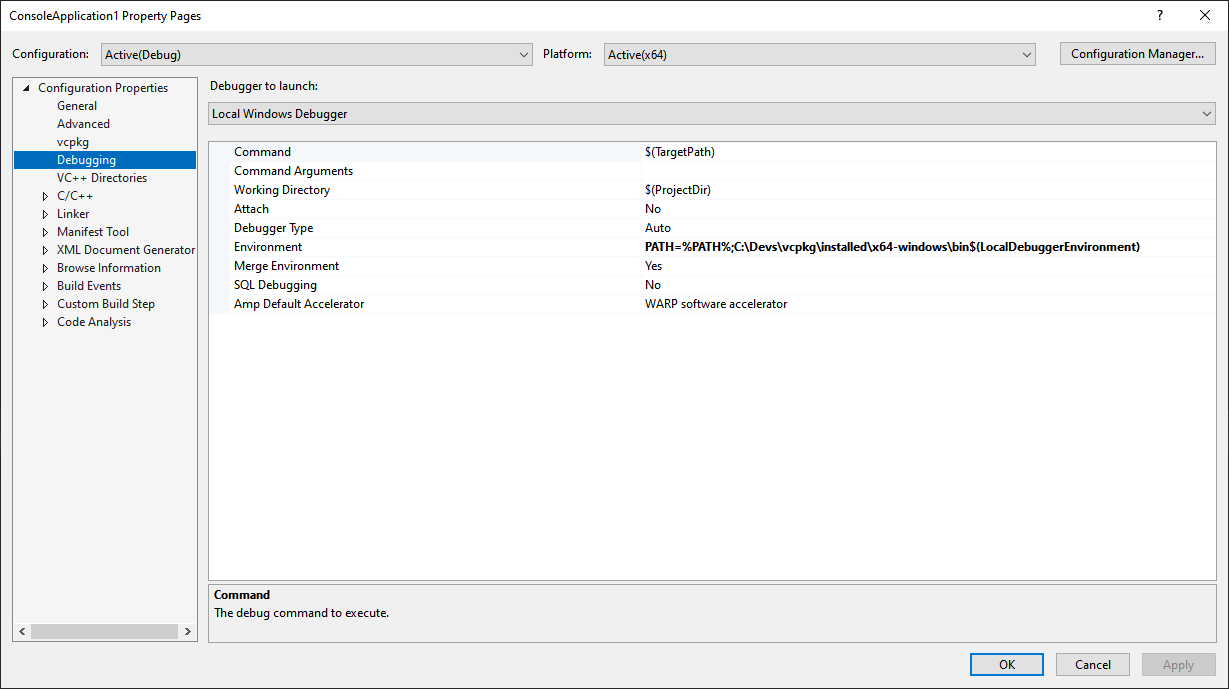 ConsoleApplication1 Property Pages
?
Configuration: Active(Debug) Platform: Active(x64) Configuration Manager...
Configuration Properties
General
Advanced
vcpkg
Debugging
VC++ Directories
C/C++
Linker
Manifest Tool
XML Document Generator
Browse Information
Build Events
Custom Build Step
Code Analysis
Debugger to launch:
Local Windows Debugger
Command $(TargetPath)
Command Arguments
Working Directory $(ProjectDir)
Attach No
Debugger Type Auto
Environment PATH=%PATH%;C:\Devs\vcpkg\installed\x64-windows\bin$(LocalDebuggerEnvironment)
Merge Environment Yes
SQL Debugging No
Amp Default Accelerator WARP software accelerator
Command
The debug command to execute.
OK Cancel Apply